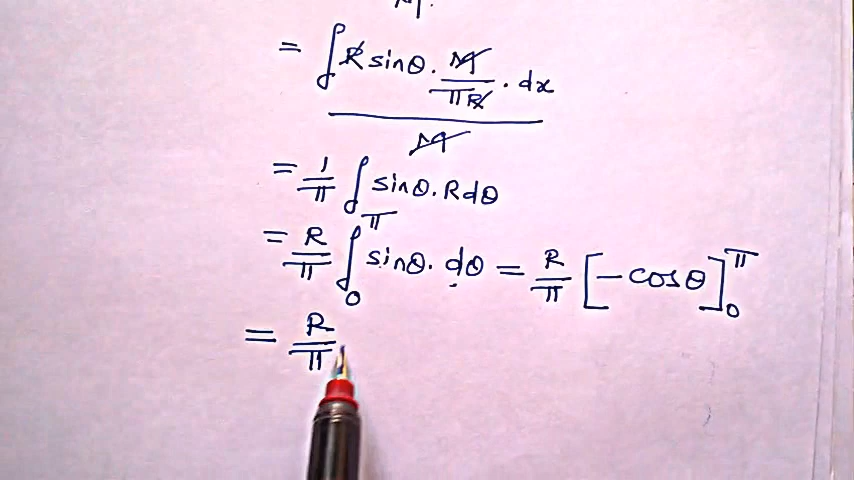 M.
= ∫ R sinθ · M/πR · dx
M
= 1/π ∫ sinθ · R dθ
= R/π ∫₀^π sinθ · dθ = R/π [-cosθ]₀^π
= R/π